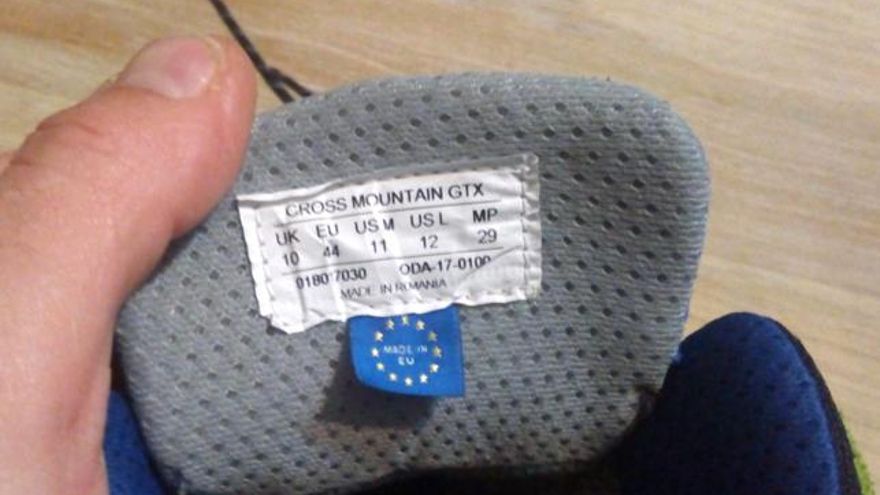 CROSS MOUNTAIN GTX
UK EU US M US L MP
10 44 11 12 29
0180 7030 ODA-17-0100
MADE IN ROMANIA
MADE IN
EU